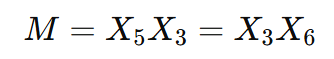 M = X₅X₃ = X₃X₆